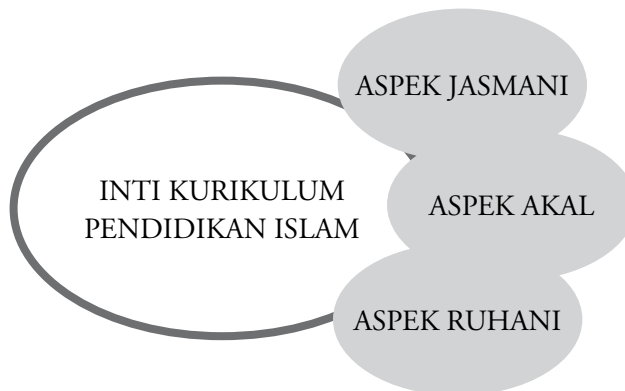 ASPEK JASMANI
INTI KURIKULUM
PENDIDIKAN ISLAM
ASPEK AKAL
ASPEK RUHANI